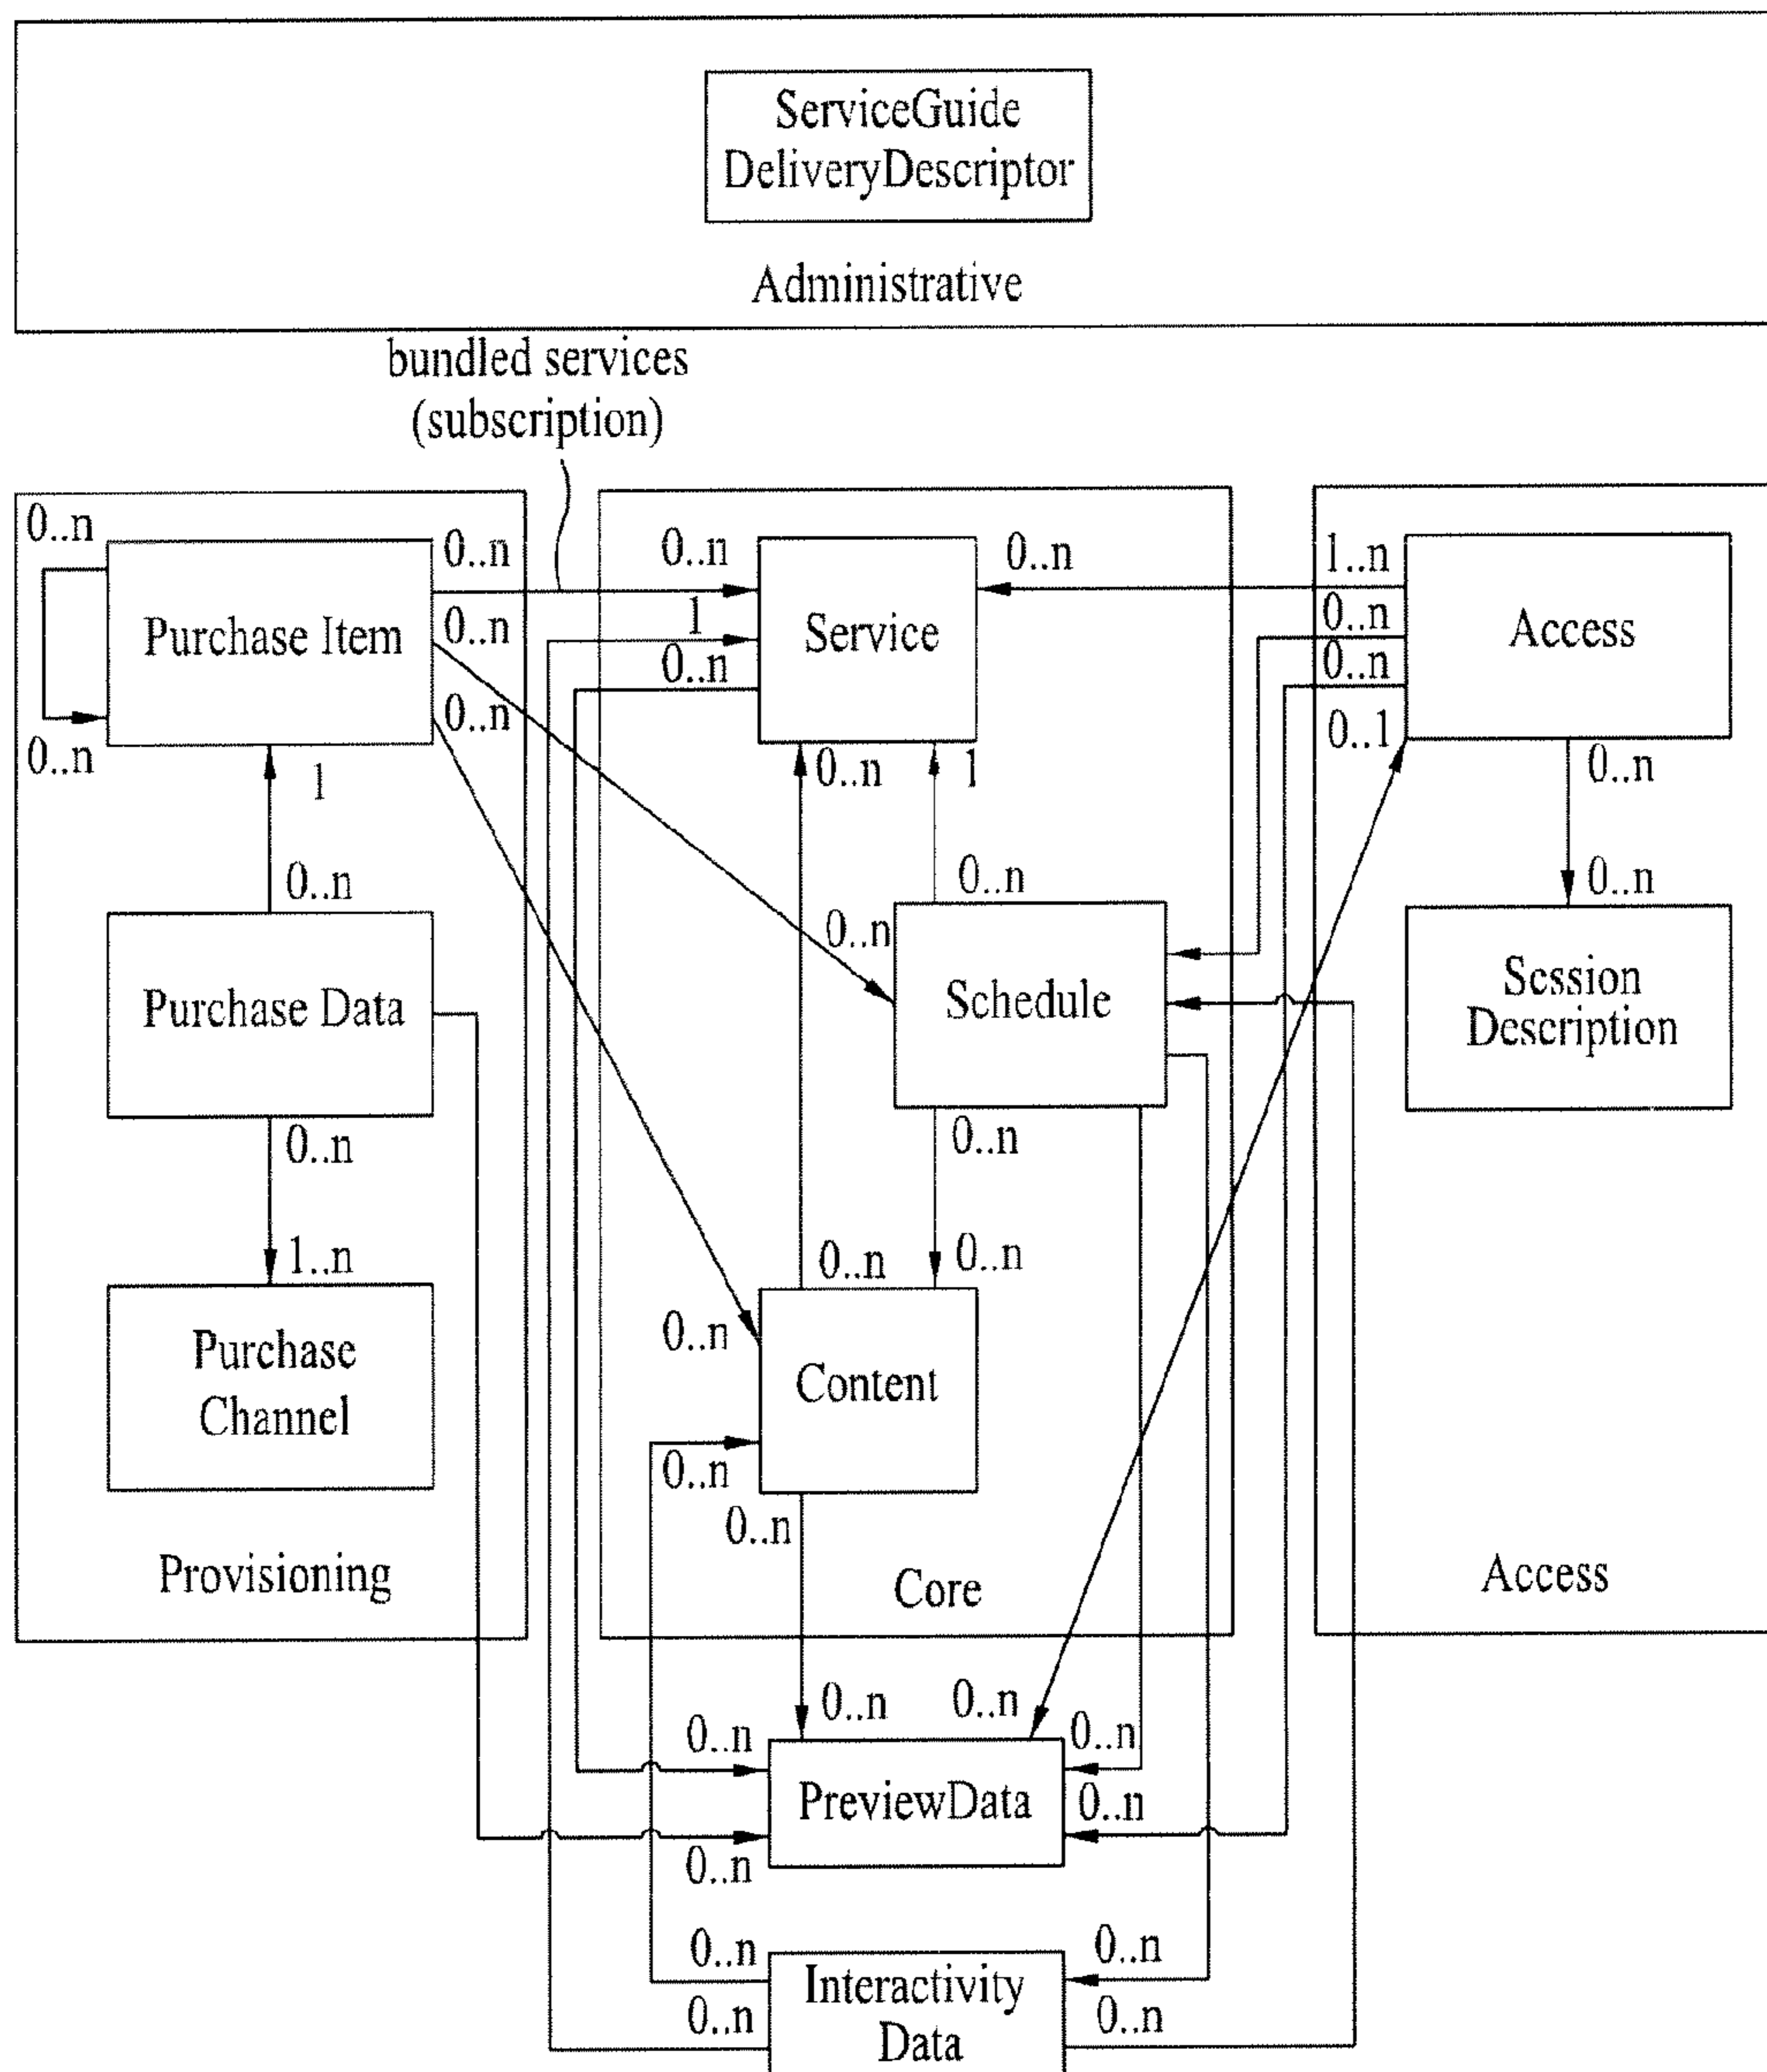 ServiceGuide
DeliveryDescriptor
Administrative
bundled services
(subscription)
0..n
0..n
0..n
0..n
1..n
Purchase Item
0..n
1
Service
0..n
Access
0..n
0..n
0..n
0..n
0..1
1
0..n
1
0..n
0..n
0..n
0..n
0..n
Purchase Data
Schedule
Session
Description
0..n
0..n
1..n
0..n
0..n
Purchase
Channel
0..n
Content
0..n
0..n
Provisioning
Core
Access
0..n
0..n
0..n
0..n
PreviewData
0..n
0..n
0..n
0..n
Interactivity
Data
0..n
0..n